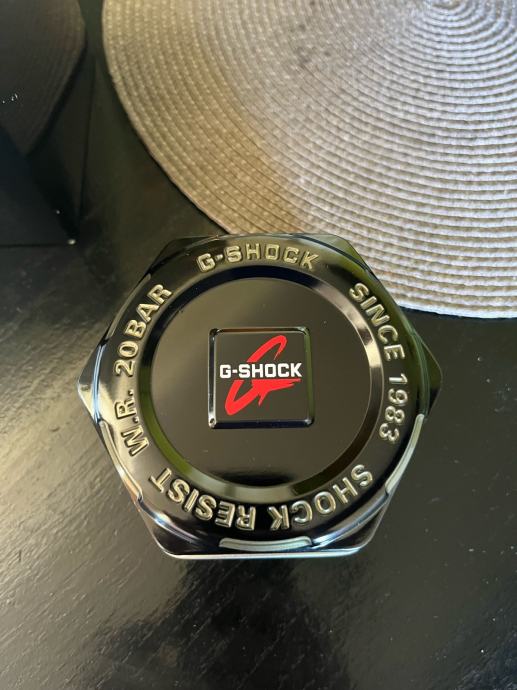 G-SHOCK
SINCE 1983
SHOCK RESIST
W.R. 20BAR
G-SHOCK